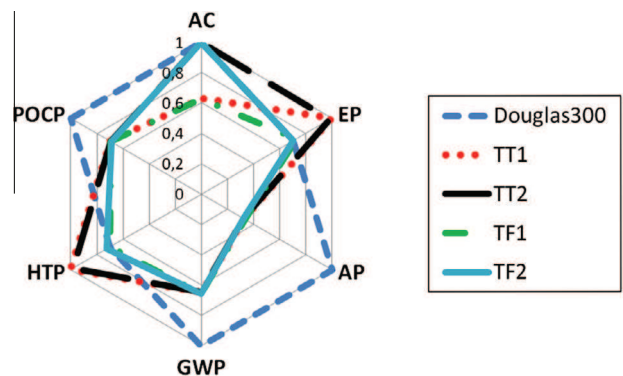 AC
1
0,8
0,6
0,4
0,2
0
POCP
EP
HTP
AP
GWP
Douglas300
TT1
TT2
TF1
TF2